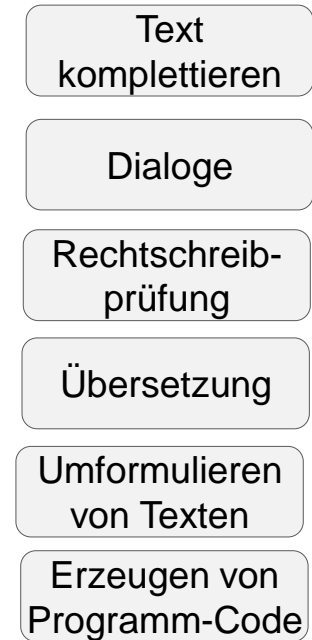 Text
komplettieren
Dialoge
Rechtschreib-
prüfung
Übersetzung
Umformulieren
von Texten
Erzeugen von
Programm-Code